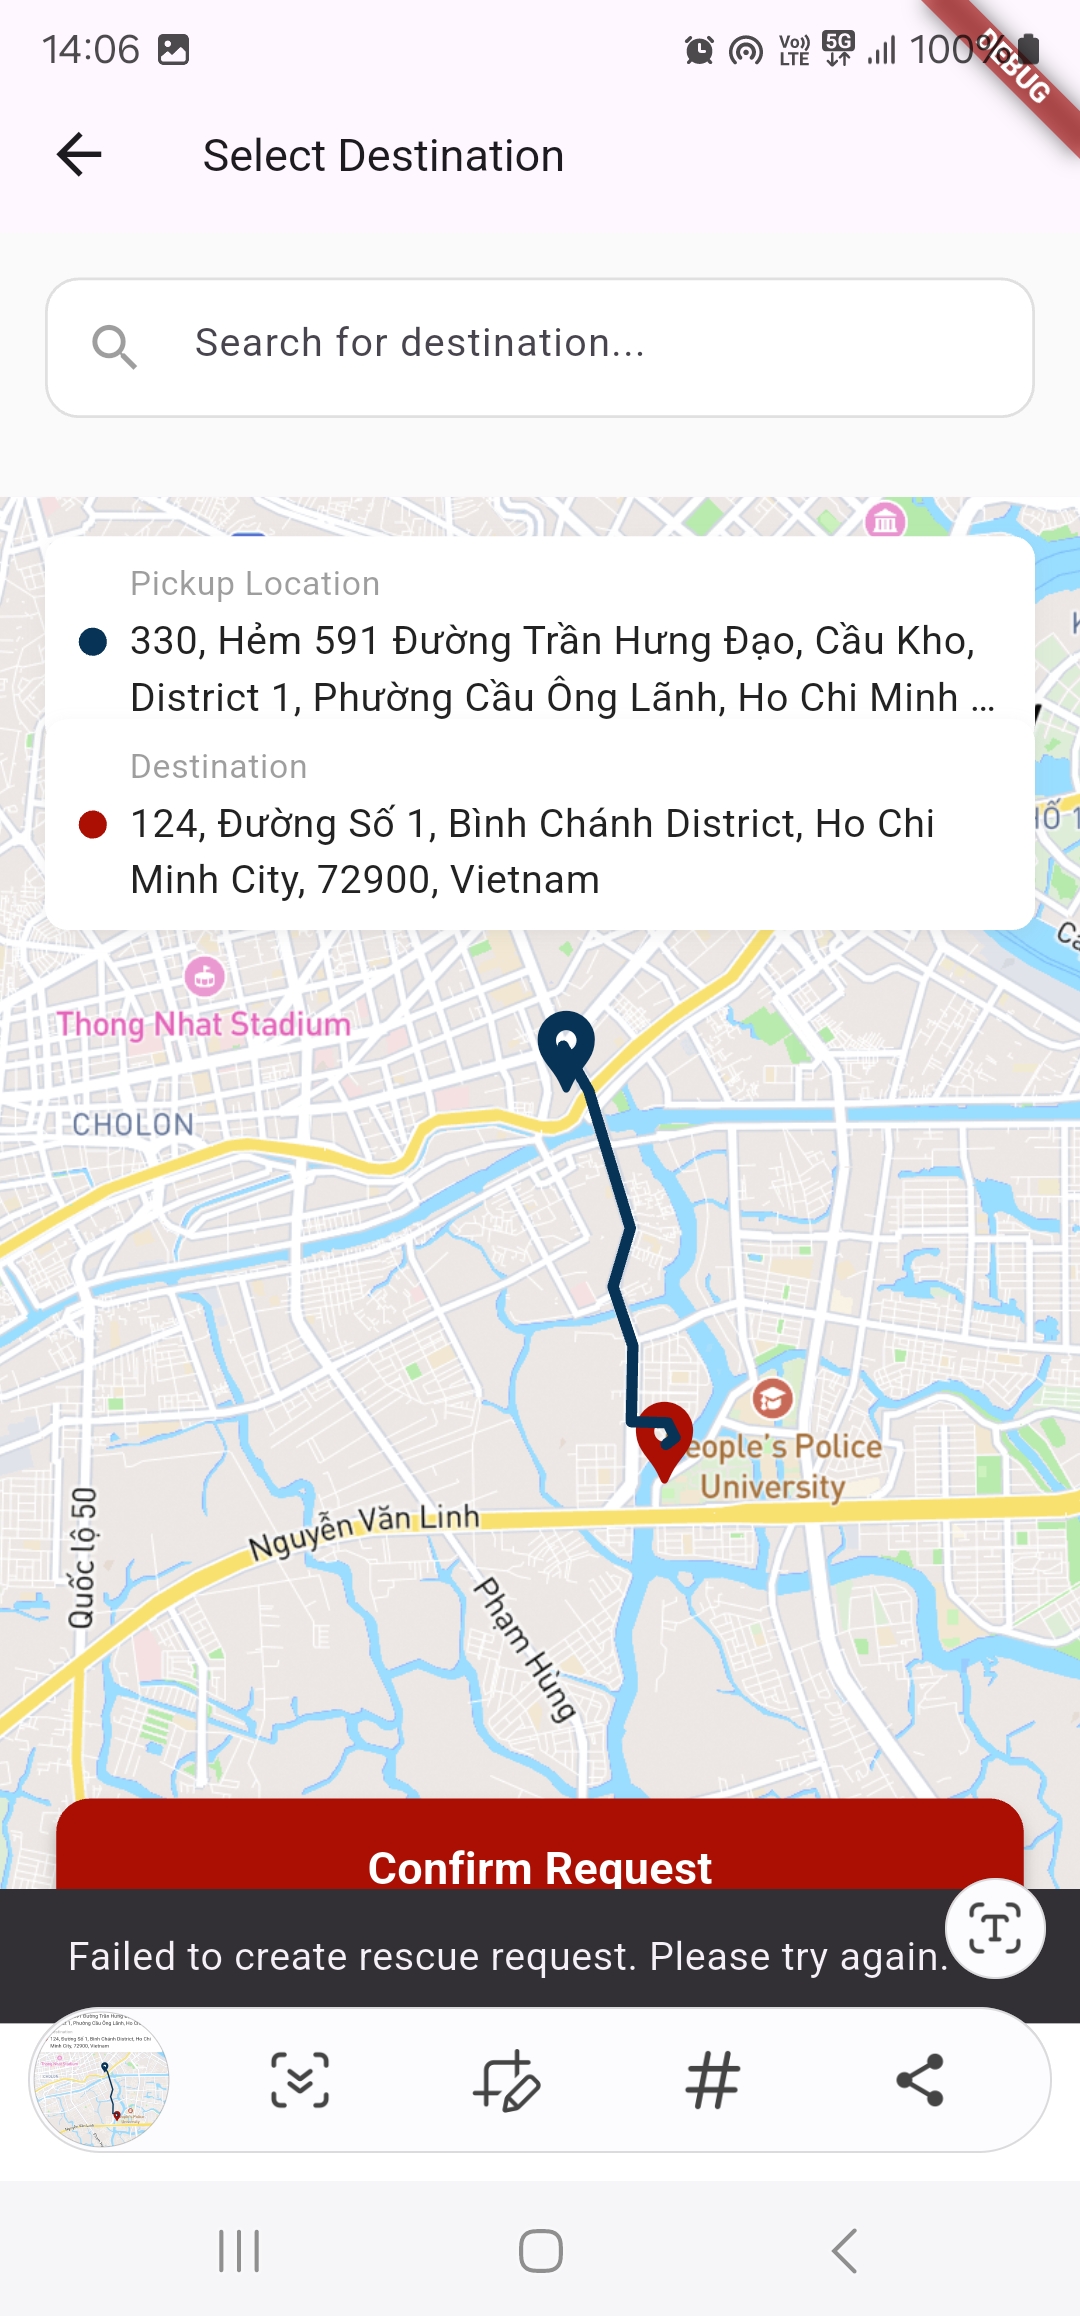 14:06
Vo))
LTE
5G
100%
DEBUG
Select Destination
Search for destination...
Pickup Location
330, Hẻm 591 Đường Trần Hưng Đạo, Cầu Kho,
District 1, Phường Cầu Ông Lãnh, Ho Chi Minh ...
Destination
124, Đường Số 1, Bình Chánh District, Ho Chi
Minh City, 72900, Vietnam
Thong Nhat Stadium
CHOLON
eople's Police
University
Nguyễn Văn Linh
Quốc lộ 50
Phạm Hùng
Confirm Request
Failed to create rescue request. Please try again.